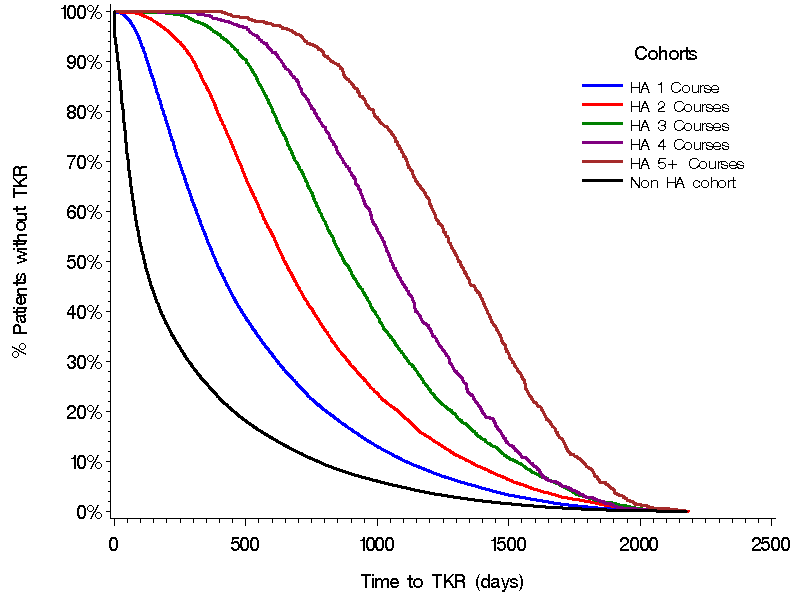 100%
90%
80%
70%
60%
50%
40%
30%
20%
10%
0%
% Patients without TKR
Cohorts
HA 1 Course
HA 2 Courses
HA 3 Courses
HA 4 Courses
HA 5+ Courses
Non HA cohort
0 500 1000 1500 2000 2500
Time to TKR (days)